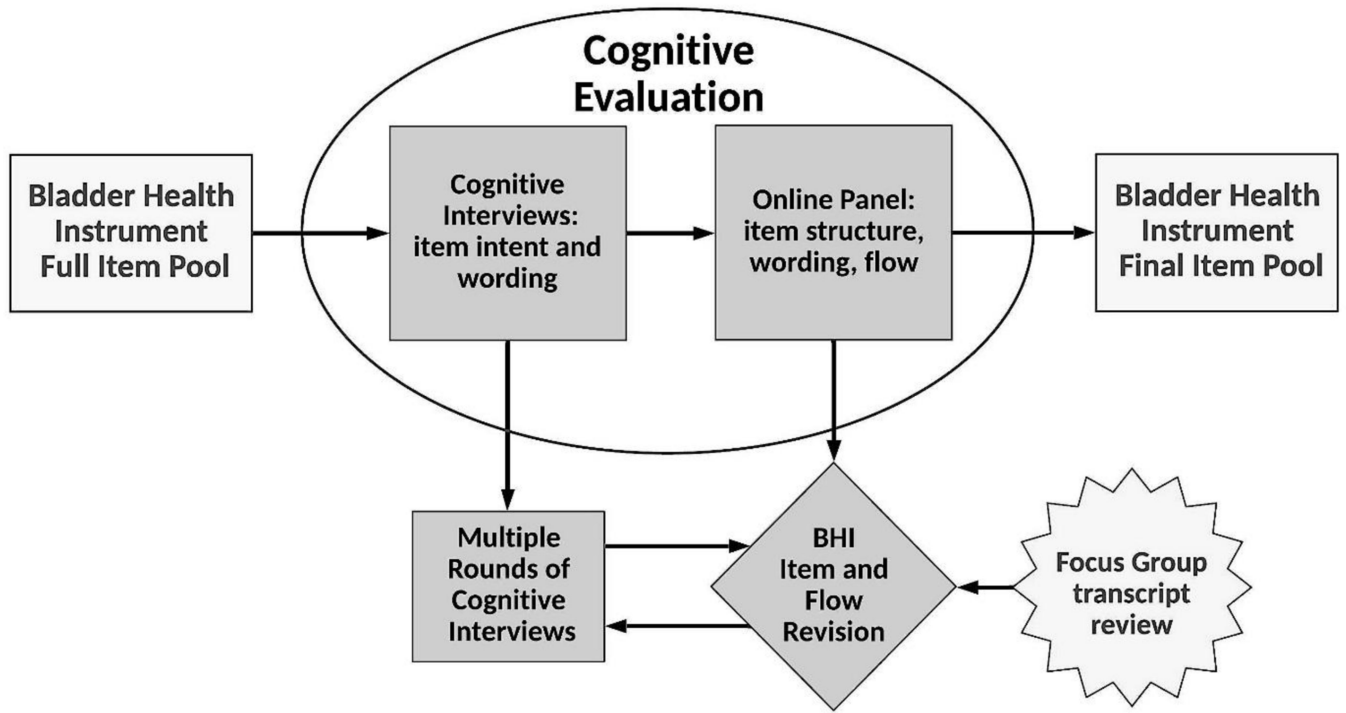 Cognitive
Evaluation
Bladder Health
Instrument
Full Item Pool
Cognitive
Interviews:
item intent and
wording
Online Panel:
item structure,
wording, flow
Bladder Health
Instrument
Final Item Pool
Multiple
Rounds of
Cognitive
Interviews
BHI
Item and
Flow
Revision
Focus Group
transcript
review